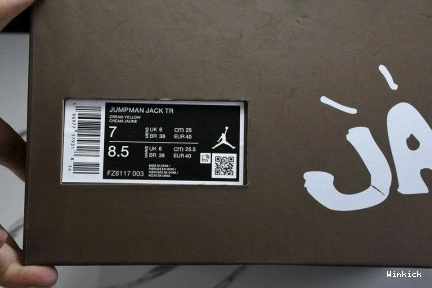 JUMPMAN JACK TR
CREAM YELLOW
CREAM JAUNE
7 UK 6 CM 25
BR 38 EUR 40
8.5 UK 6 CM 25.5
BR 38 EUR 40
FZ8117 003
JA
Winkick